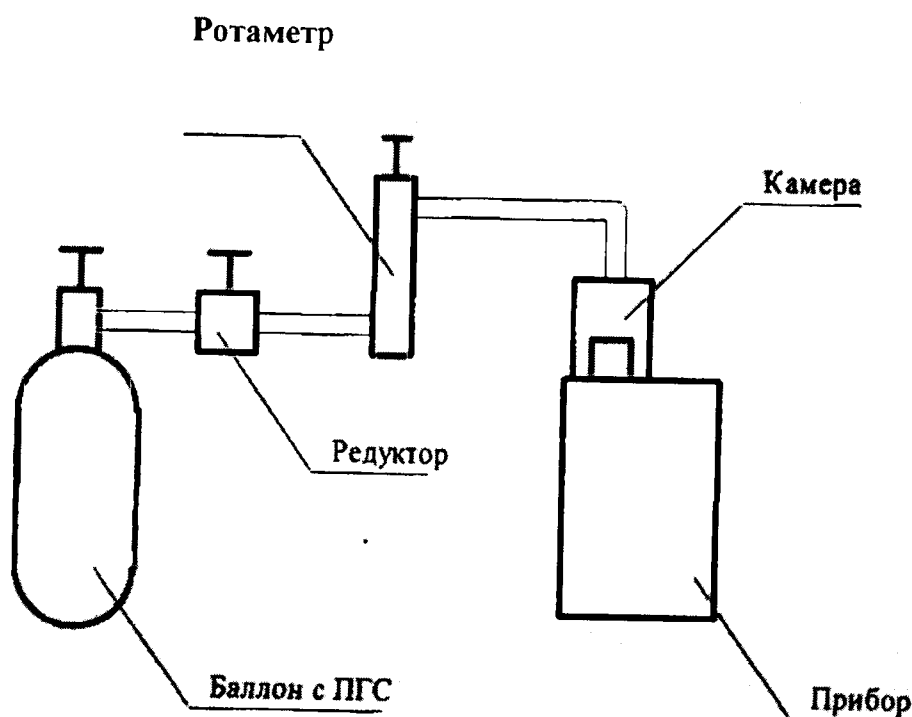 Ротаметр
Камера
Редуктор
Баллон с ПГС
Прибор